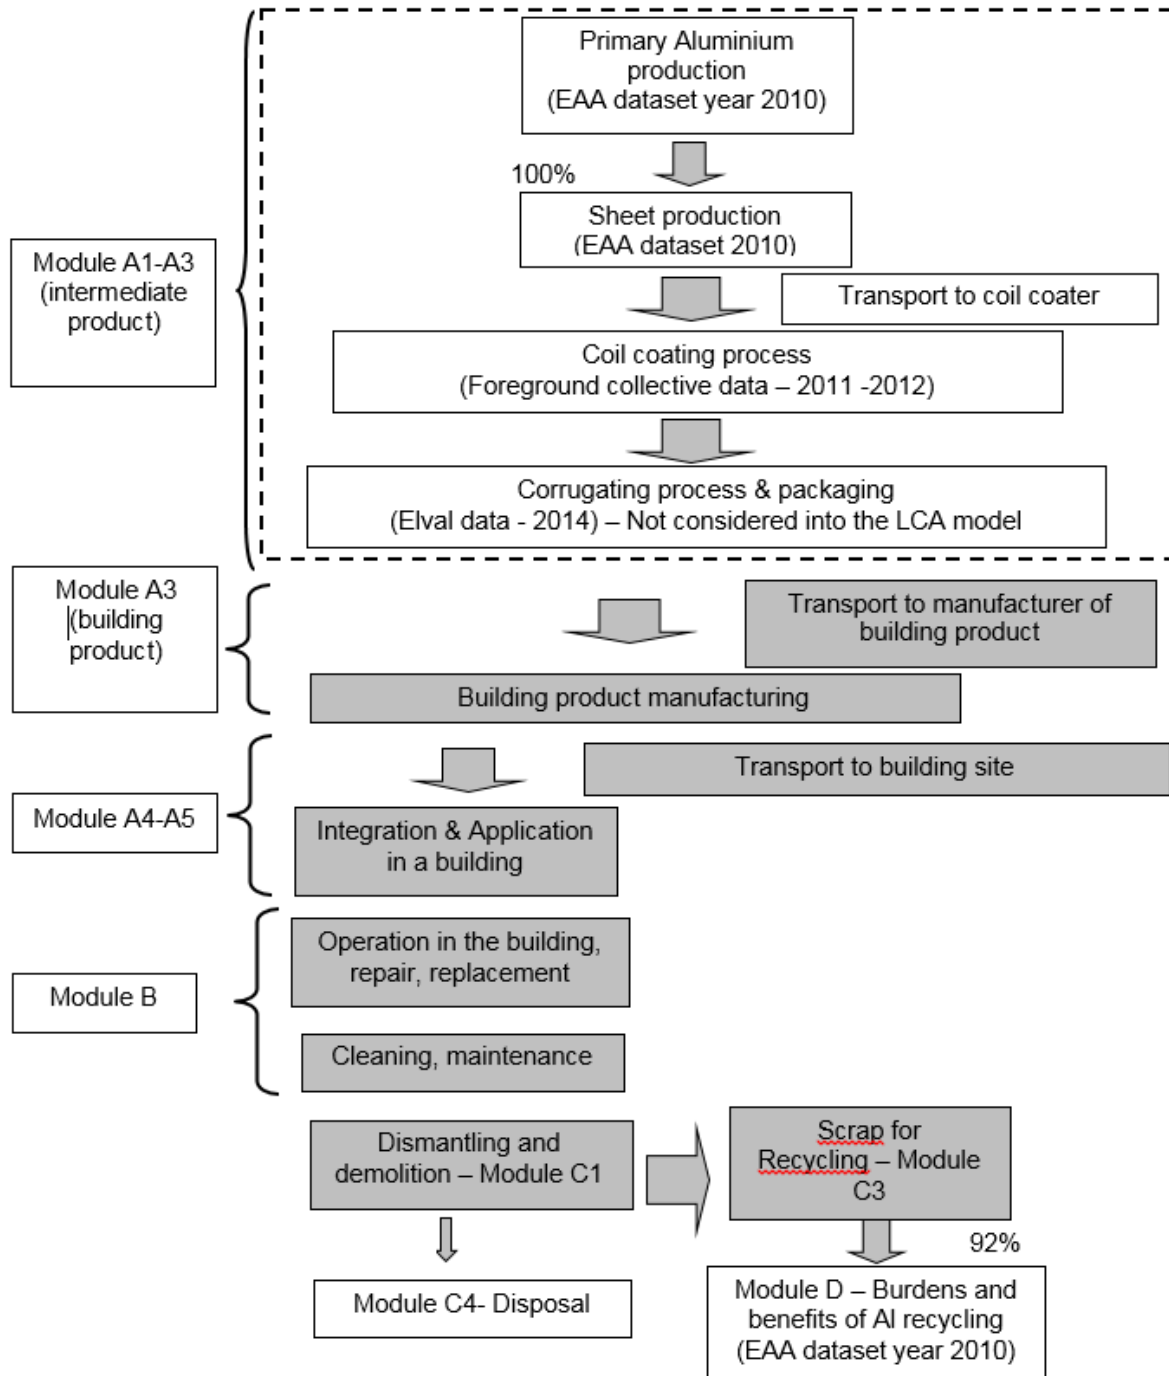 Primary Aluminium
production
(EAA dataset year 2010)
100%
Sheet production
(EAA dataset 2010)
Module A1-A3
(intermediate
product)
Transport to coil coater
Coil coating process
(Foreground collective data – 2011 -2012)
Corrugating process & packaging
(Elval data - 2014) – Not considered into the LCA model
Module A3
(building
product)
Transport to manufacturer of
building product
Building product manufacturing
Transport to building site
Module A4-A5
Integration & Application
in a building
Operation in the building,
repair, replacement
Module B
Cleaning, maintenance
Dismantling and
demolition – Module C1
Scrap for
Recycling – Module
C3
92%
Module C4- Disposal
Module D – Burdens and
benefits of Al recycling
(EAA dataset year 2010)